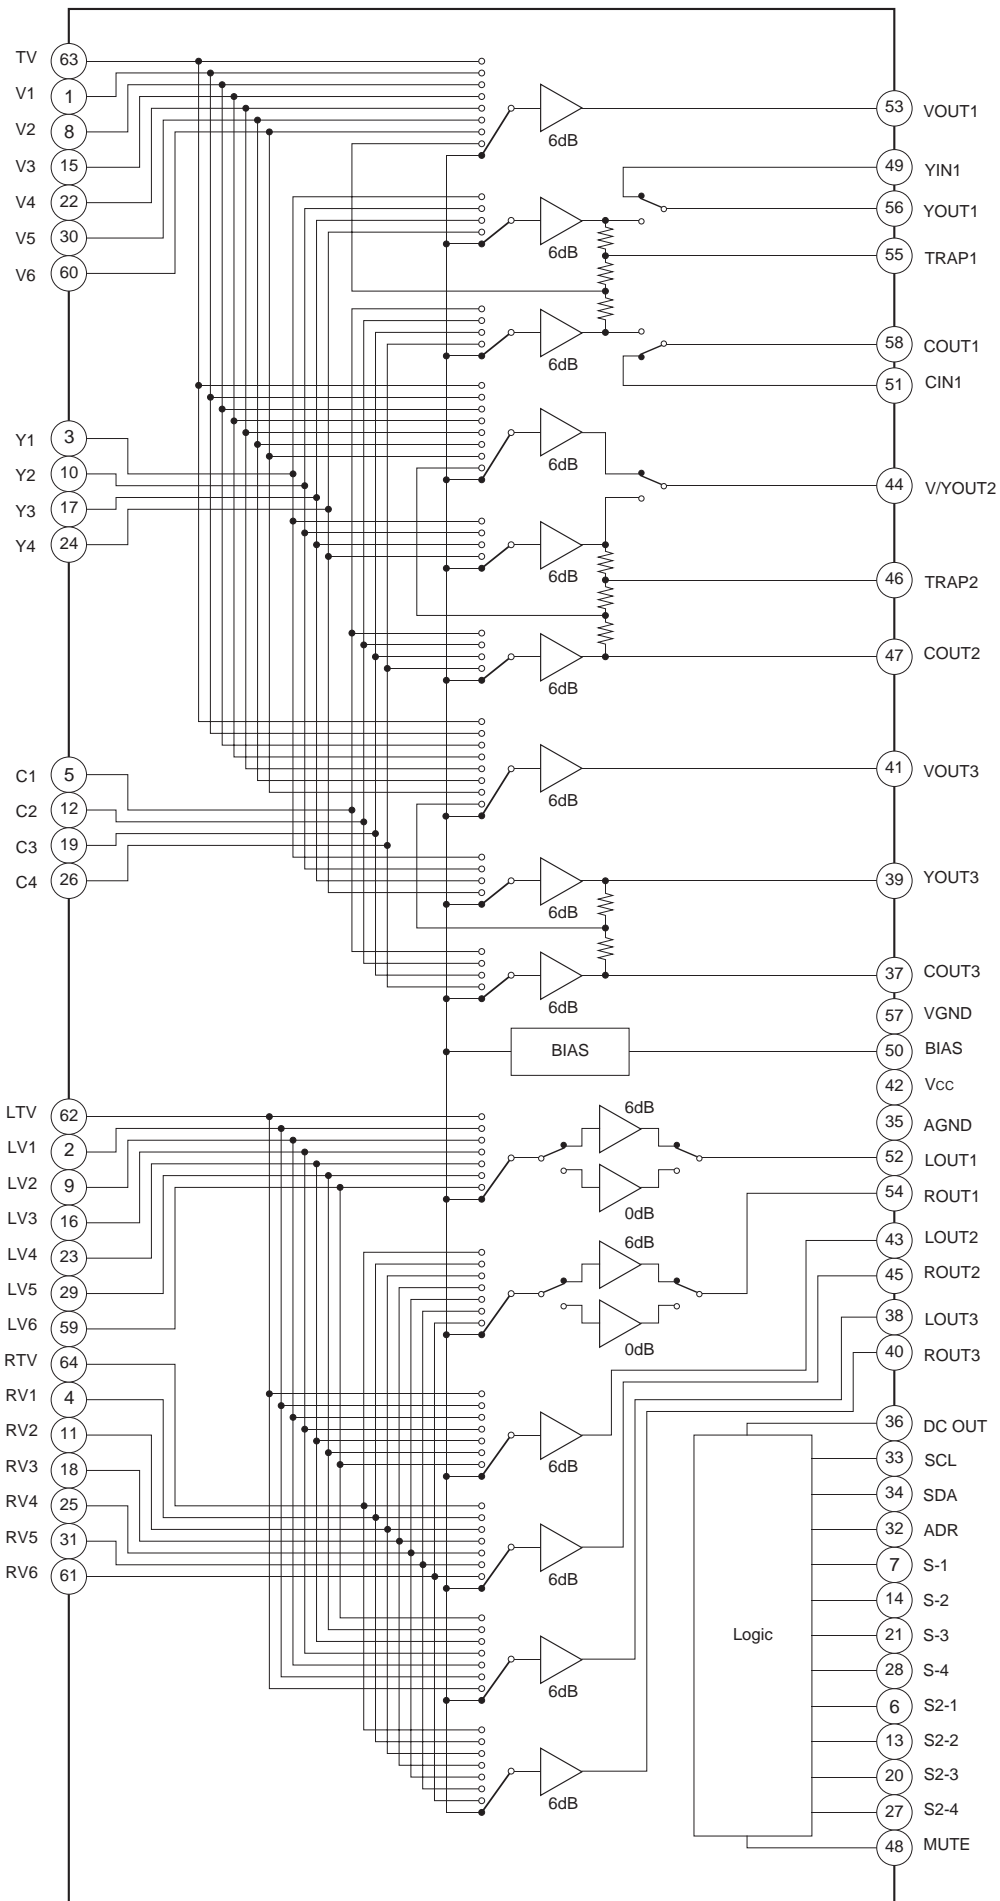 TV 63
V1 1
V2 8
V3 15
V4 22
V5 30
V6 60
Y1 3
Y2 10
Y3 17
Y4 24
C1 5
C2 12
C3 19
C4 26
LTV 62
LV1 2
LV2 9
LV3 16
LV4 23
LV5 29
LV6 59
RTV 64
RV1 4
RV2 11
RV3 18
RV4 25
RV5 31
RV6 61
6dB
6dB
6dB
6dB
6dB
6dB
6dB
6dB
6dB
BIAS
6dB
0dB
6dB
0dB
6dB
6dB
6dB
6dB
Logic
53 VOUT1
49 YIN1
56 YOUT1
55 TRAP1
58 COUT1
51 CIN1
44 V/YOUT2
46 TRAP2
47 COUT2
41 VOUT3
39 YOUT3
37 COUT3
57 VGND
50 BIAS
42 VCC
35 AGND
52 LOUT1
54 ROUT1
43 LOUT2
45 ROUT2
38 LOUT3
40 ROUT3
36 DC OUT
33 SCL
34 SDA
32 ADR
7 S-1
14 S-2
21 S-3
28 S-4
6 S2-1
13 S2-2
20 S2-3
27 S2-4
48 MUTE